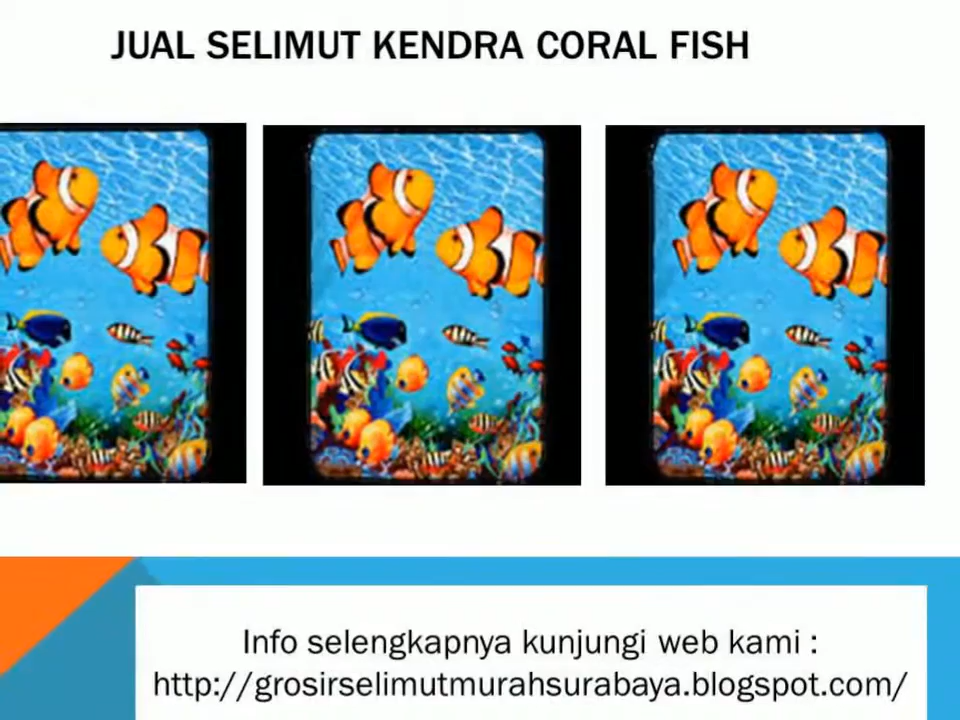 JUAL SELIMUT KENDRA CORAL FISH
Info selengkapnya kunjungi web kami :
http://grosirselimutmurahsurabaya.blogspot.com/